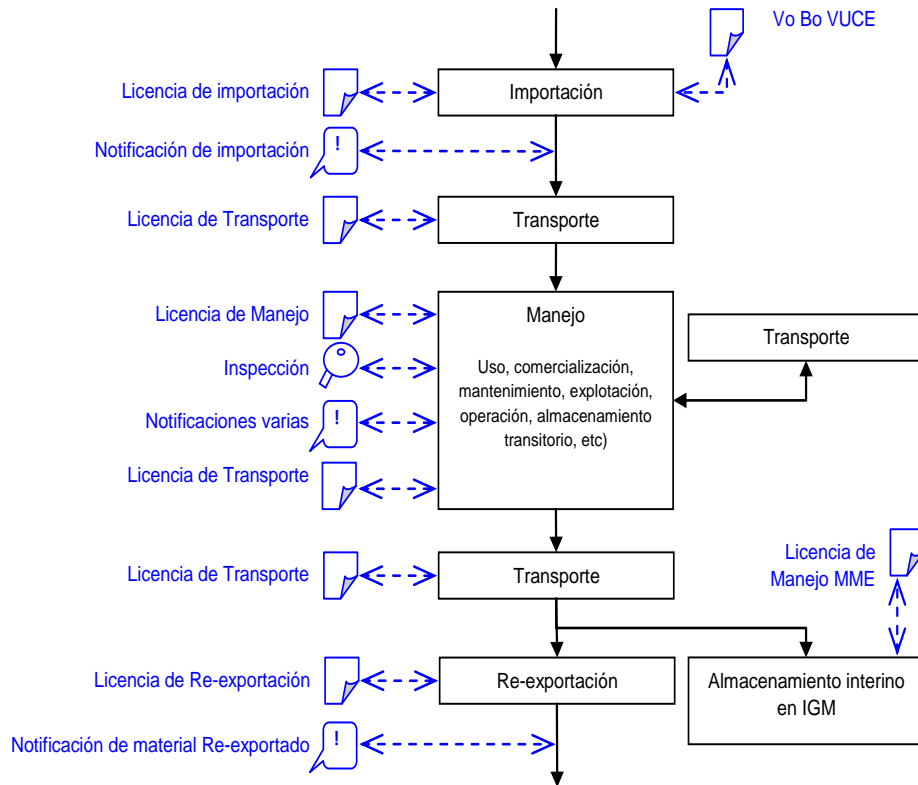 Vo Bo VUCE
Licencia de importación
Importación
Notificación de importación
!
Licencia de Transporte
Transporte
Licencia de Manejo
Manejo
Transporte
Inspección
Uso, comercialización,
mantenimiento, explotación,
operación, almacenamiento
transitorio, etc)
Notificaciones varias
!
Licencia de Transporte
Licencia de
Manejo MME
Licencia de Transporte
Transporte
Licencia de Re-exportación
Re-exportación
Almacenamiento interino
en IGM
Notificación de material Re-exportado
!